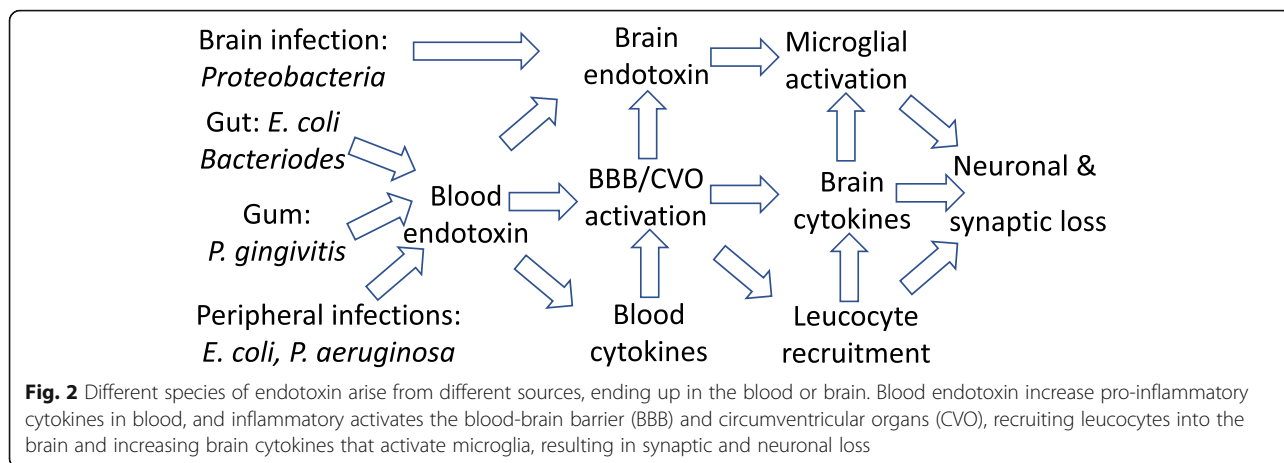 Brain infection:
Proteobacteria
Gut: E. coli
Bacteriodes
Gum:
P. gingivitis
Peripheral infections:
E. coli, P. aeruginosa
Blood
endotoxin
Brain
endotoxin
BBB/CVO
activation
Blood
cytokines
Microglial
activation
Brain
cytokines
Leucocyte
recruitment
Neuronal &
synaptic loss
Fig. 2 Different species of endotoxin arise from different sources, ending up in the blood or brain. Blood endotoxin increase pro-inflammatory
cytokines in blood, and inflammatory activates the blood-brain barrier (BBB) and circumventricular organs (CVO), recruiting leucocytes into the
brain and increasing brain cytokines that activate microglia, resulting in synaptic and neuronal loss